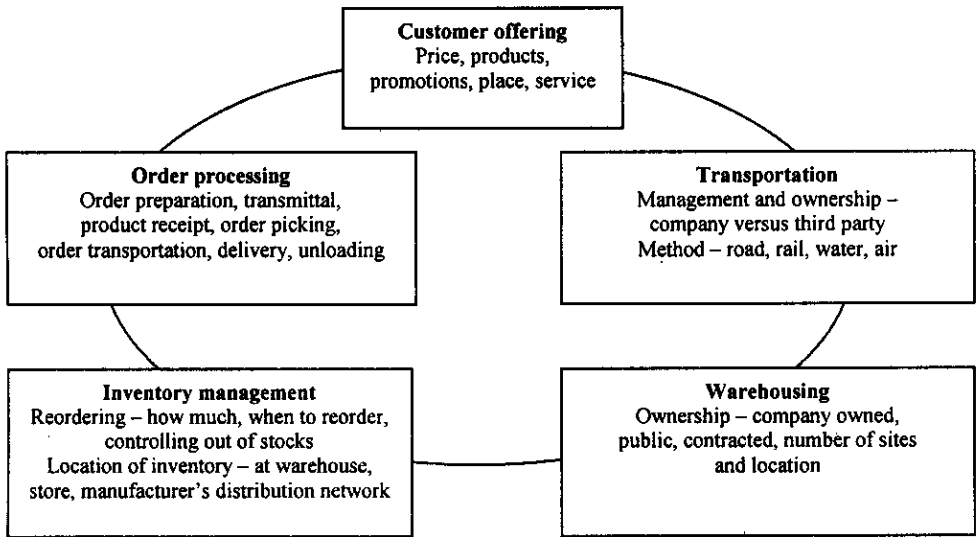 Customer offering
Price, products,
promotions, place, service
Order processing
Order preparation, transmittal,
product receipt, order picking,
order transportation, delivery, unloading
Transportation
Management and ownership –
company versus third party
Method – road, rail, water, air
Inventory management
Reordering – how much, when to reorder,
controlling out of stocks
Location of inventory – at warehouse,
store, manufacturer's distribution network
Warehousing
Ownership – company owned,
public, contracted, number of sites
and location